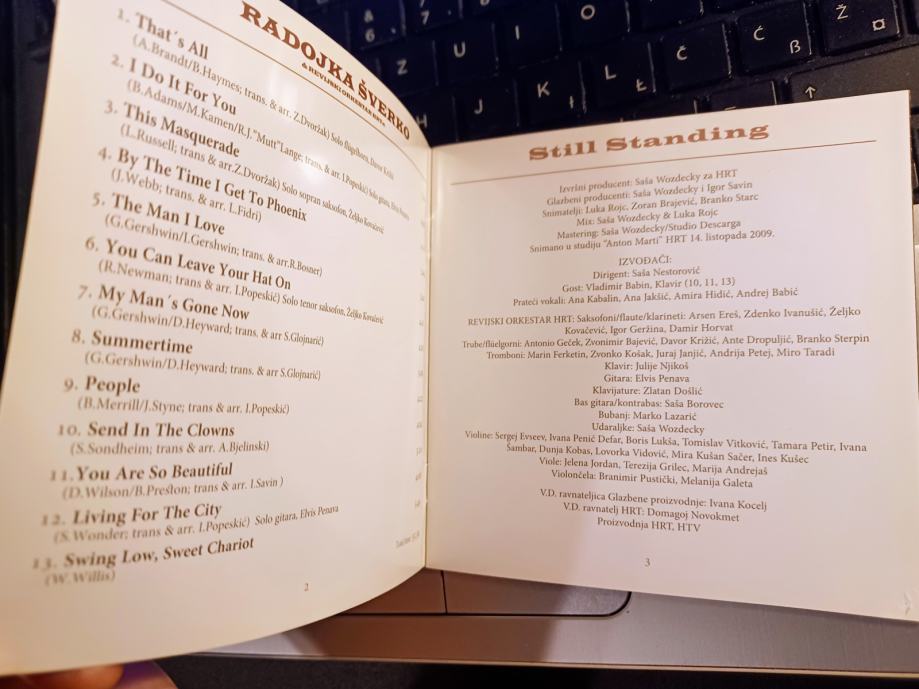 RADOJKA ŠVERKO
& REVIJSKI ORKESTAR HRT-a
1. That´s All
(A.Brandt/B.Haymes; trans. & arr. Z.Dvoržak) Solo flügelhorn, Davor Križić
2. I Do It For You
(B.Adams/M.Kamen/R.J."Mutt"Lange; trans. & arr. I.Popeskić) Solo gitara, Elvis Penava
3. This Masquerade
(L.Russell; trans & arr.Z.Dvoržak) Solo sopran saksofon, Željko Kovačević
4. By The Time I Get To Phoenix
(J.Webb; trans. & arr. L.Fidri)
5. The Man I Love
(G.Gershwin/I.Gershwin; trans. & arr.R.Bosner)
6. You Can Leave Your Hat On
(R.Newman; trans & arr. I.Popeskić) Solo tenor saksofon, Željko Kovačević
7. My Man´s Gone Now
(G.Gershwin/D.Heyward; trans. & arr S.Glojnarić)
8. Summertime
(G.Gershwin/D.Heyward; trans. & arr S.Glojnarić)
9. People
(B.Merrill/J.Styne; trans & arr. I.Popeskić)
10. Send In The Clowns
(S.Sondheim; trans & arr. A.Bjelinski)
11.You Are So Beautiful
(D.Wilson/B.Preston; trans & arr. I.Savin )
12. Living For The City
(S.Wonder; trans & arr. I.Popeskić) Solo gitara, Elvis Penava
13. Swing Low, Sweet Chariot
(W. Willis)
2
Still Standing
Izvršni producent: Saša Wozdecky za HRT
Glazbeni producenti: Saša Wozdecky i Igor Savin
Snimatelji: Luka Rojc, Zoran Brajević, Branko Starc
Mix: Saša Wozdecky & Luka Rojc
Mastering: Saša Wozdecky/Studio Descarga
Snimano u studiju "Anton Marti" HRT 14. listopada 2009.
IZVOĐAČI:
Dirigent: Saša Nestorović
Gost: Vladimir Babin, Klavir (10, 11, 13)
Prateći vokali: Ana Kabalin, Ana Jakšić, Amira Hidić, Andrej Babić
REVIJSKI ORKESTAR HRT: Saksofoni/flaute/klarineti: Arsen Ereš, Zdenko Ivanušić, Željko
Kovačević, Igor Geržina, Damir Horvat
Trube/flüelgorni: Antonio Geček, Zvonimir Bajević, Davor Križić, Ante Dropuljić, Branko Sterpin
Tromboni: Marin Ferketin, Zvonko Košak, Juraj Janjić, Andrija Petej, Miro Taradi
Klavir: Julije Njikoš
Gitara: Elvis Penava
Klavijature: Zlatan Došlić
Bas gitara/kontrabas: Saša Borovec
Bubanj: Marko Lazarić
Udaraljke: Saša Wozdecky
Violine: Sergej Evseev, Ivana Penić Defar, Boris Lukša, Tomislav Vitković, Tamara Petir, Ivana
Šambar, Dunja Kobas, Lovorka Vidović, Mira Kušan Sačer, Ines Kušec
Viole: Jelena Jordan, Terezija Grilec, Marija Andrejaš
Violončela: Branimir Pustički, Melanija Galeta
V.D. ravnateljica Glazbene proizvodnje: Ivana Kocelj
V.D. ravnatelj HRT: Domagoj Novokmet
Proizvodnja HRT, HTV
3
& 7 ß Ž
6 / ¤
Z U I O
Č Ć
H J K L
ł Ł